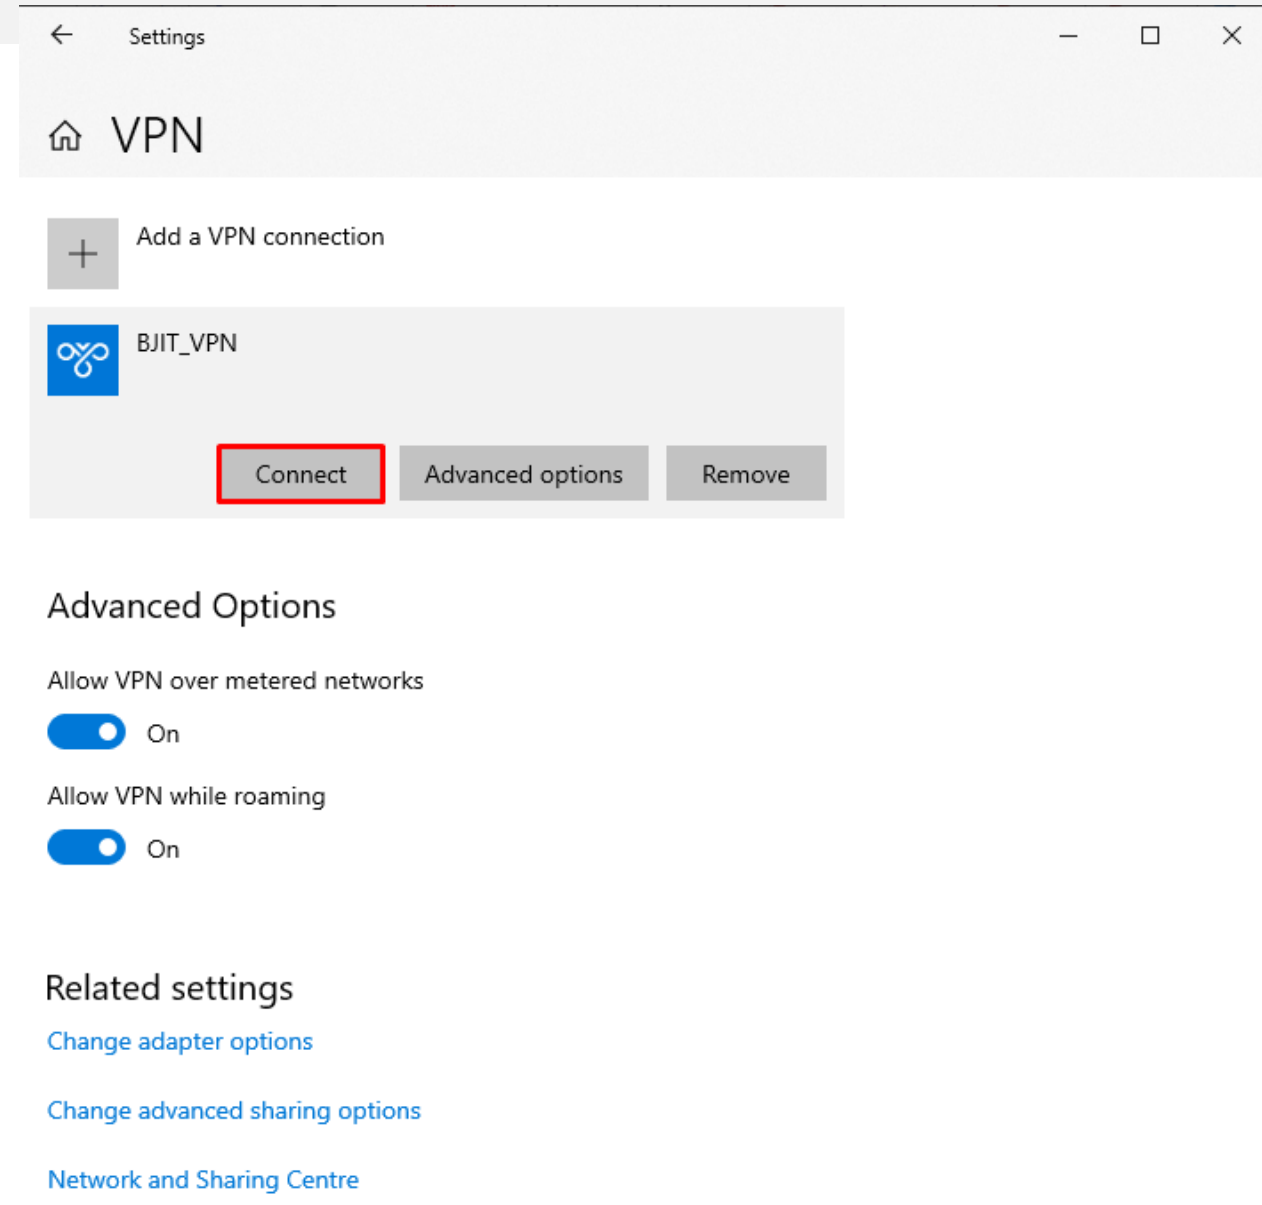 Settings
VPN
Add a VPN connection
BJIT_VPN
Connect Advanced options Remove
Advanced Options
Allow VPN over metered networks
On
Allow VPN while roaming
On
Related settings
Change adapter options
Change advanced sharing options
Network and Sharing Centre